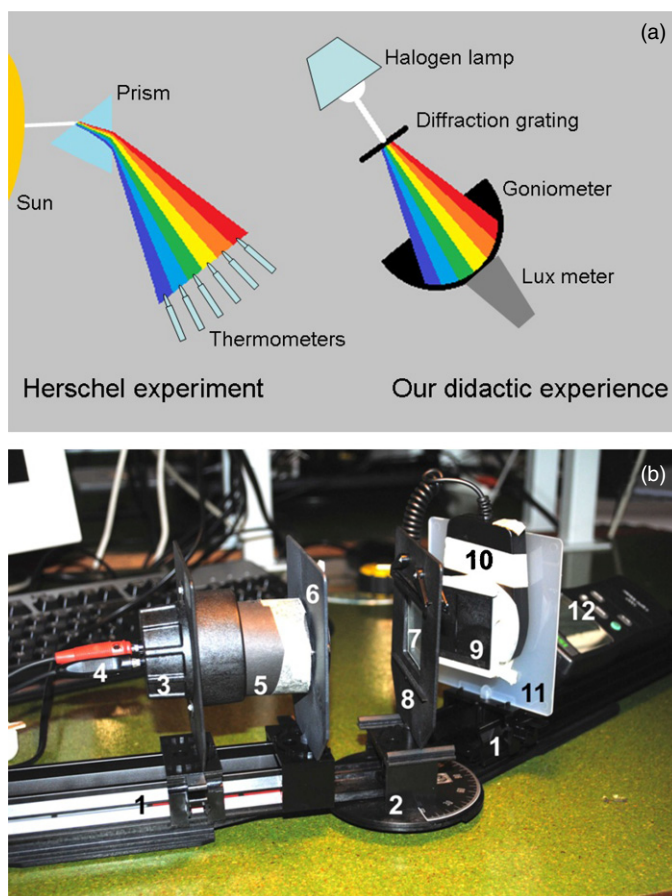 (a)
Halogen lamp
Prism
Diffraction grating
Goniometer
Sun
Lux meter
Thermometers
Herschel experiment
Our didactic experience
(b)
6
10
12
7
9
4
3
5
8
11
1
1
2